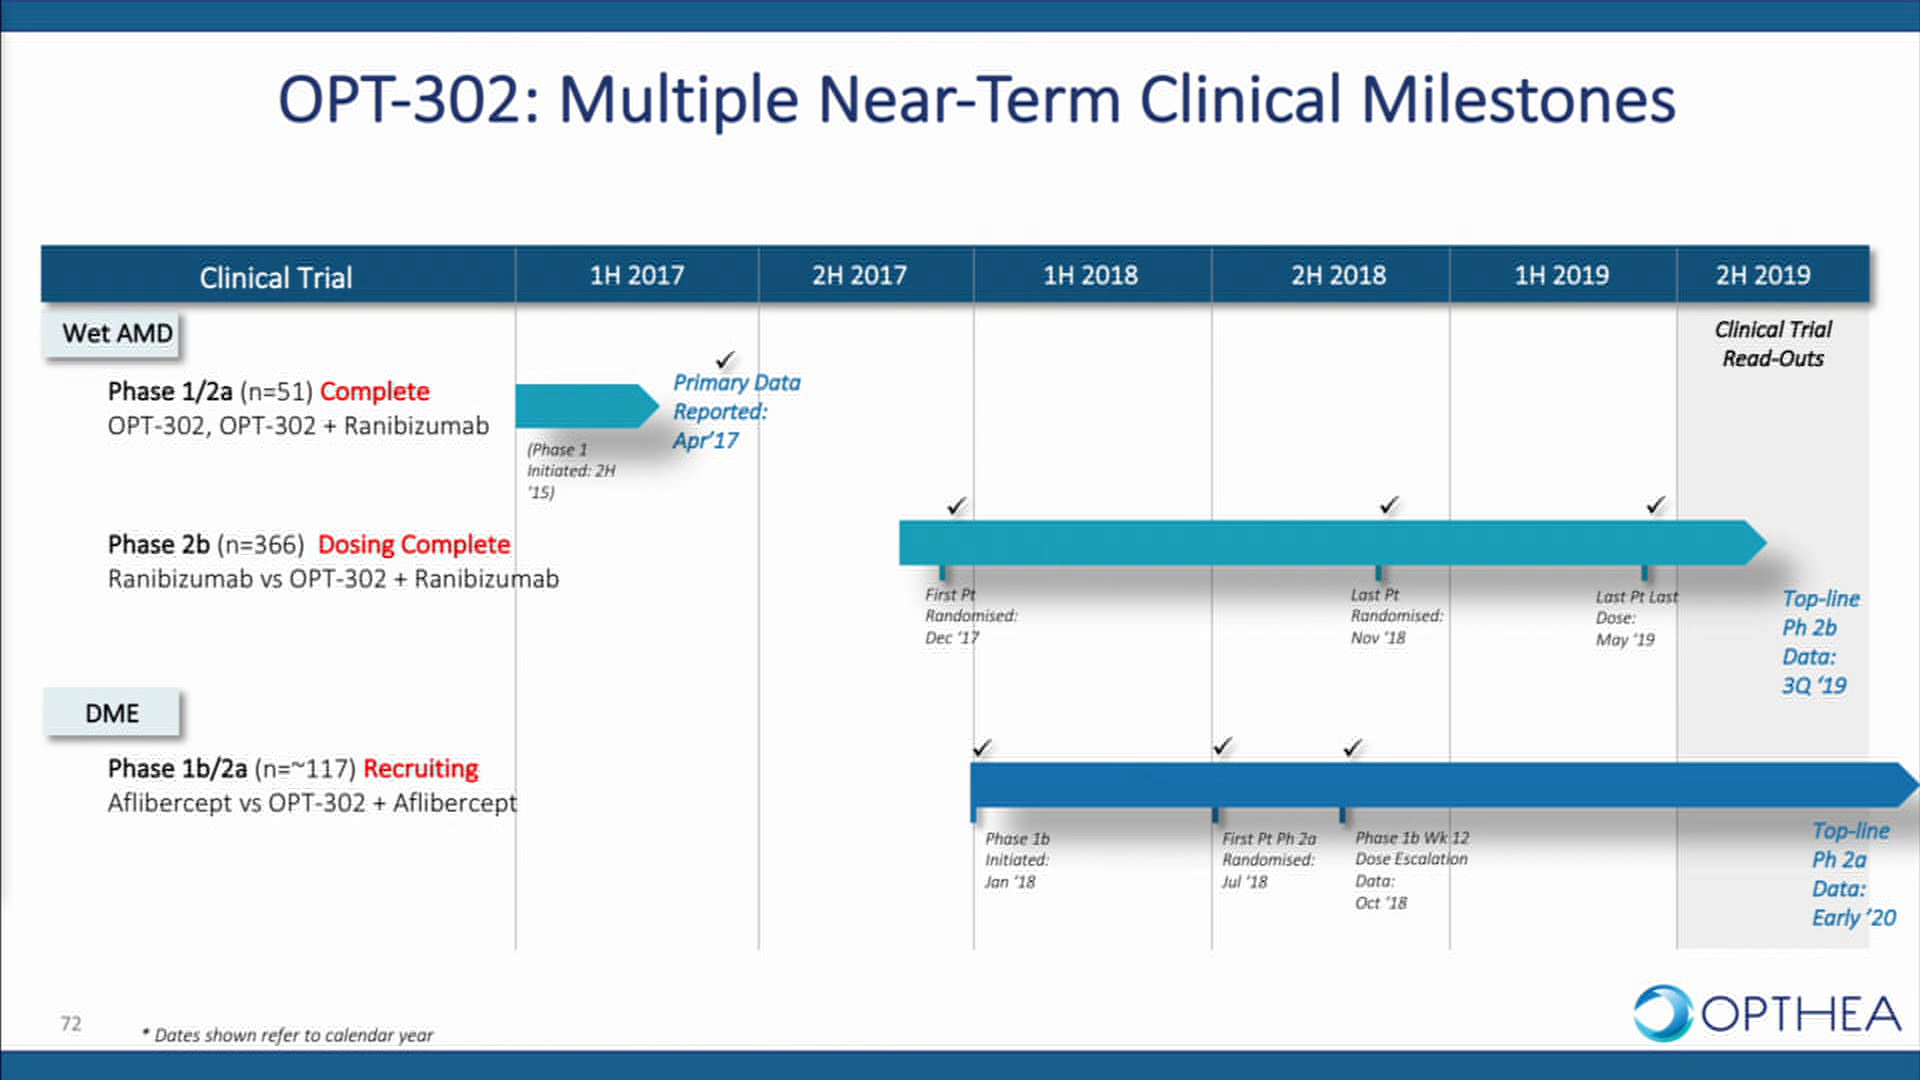 OPT-302: Multiple Near-Term Clinical Milestones
Clinical Trial
1H 2017
2H 2017
1H 2018
2H 2018
1H 2019
2H 2019
Wet AMD
Clinical Trial
Read-Outs
✓
Phase 1/2a (n=51) Complete
OPT-302, OPT-302 + Ranibizumab
Primary Data
Reported:
Apr’17
(Phase 1
Initiated: 2H
’15)
✓
✓
✓
Phase 2b (n=366) Dosing Complete
Ranibizumab vs OPT-302 + Ranibizumab
First Pt
Randomised:
Dec ’17
Last Pt
Randomised:
Nov ’18
Last Pt Last
Dose:
May ’19
Top-line
Ph 2b
Data:
3Q ’19
DME
✓
✓
✓
Phase 1b/2a (n=~117) Recruiting
Aflibercept vs OPT-302 + Aflibercept
Phase 1b
Initiated:
Jan ’18
First Pt Ph 2a
Randomised:
Jul ’18
Phase 1b Wk 12
Dose Escalation
Data:
Oct ’18
Top-line
Ph 2a
Data:
Early ’20
72
* Dates shown refer to calendar year
OPTHEA